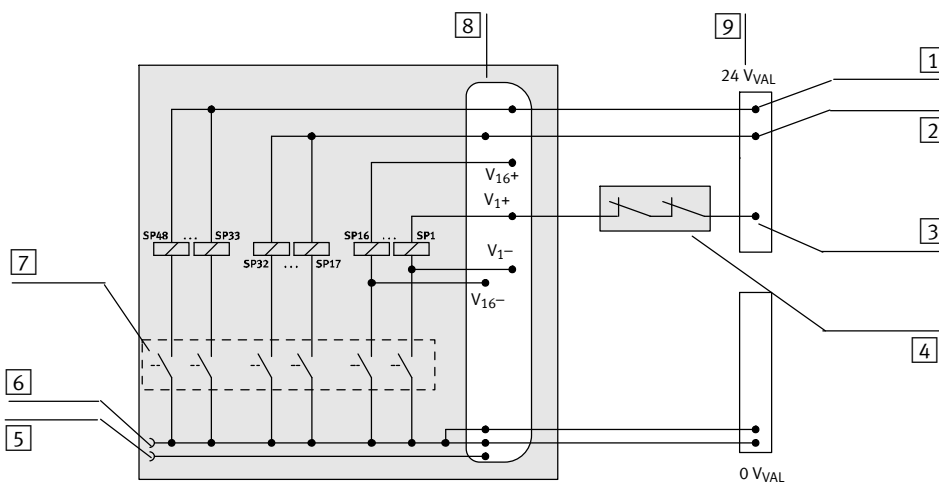 8
9
24 VVAL
1
2
V16+
V1+
SP48 ... SP33
SP16 ... SP1
SP32 ... SP17
3
V1–
7
V16–
4
6
5
0 VVAL